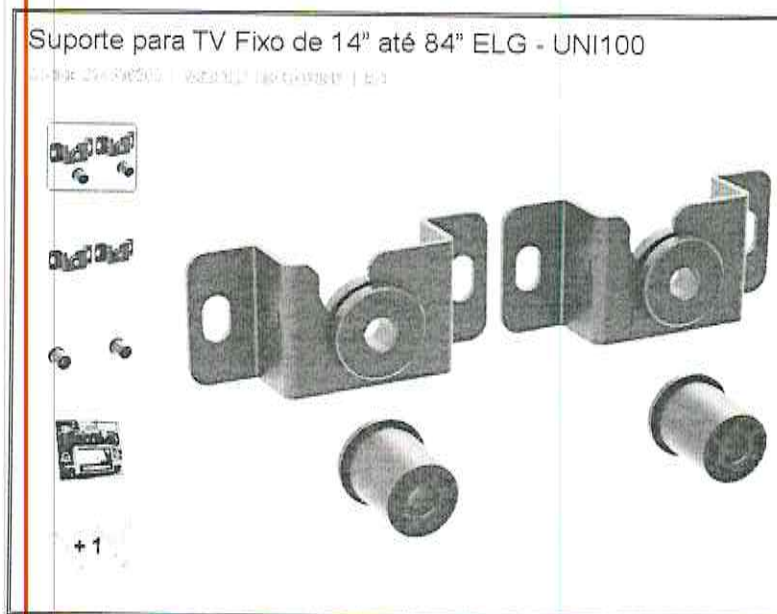 Suporte para TV Fixo de 14” até 84” ELG - UNI100
+ 1